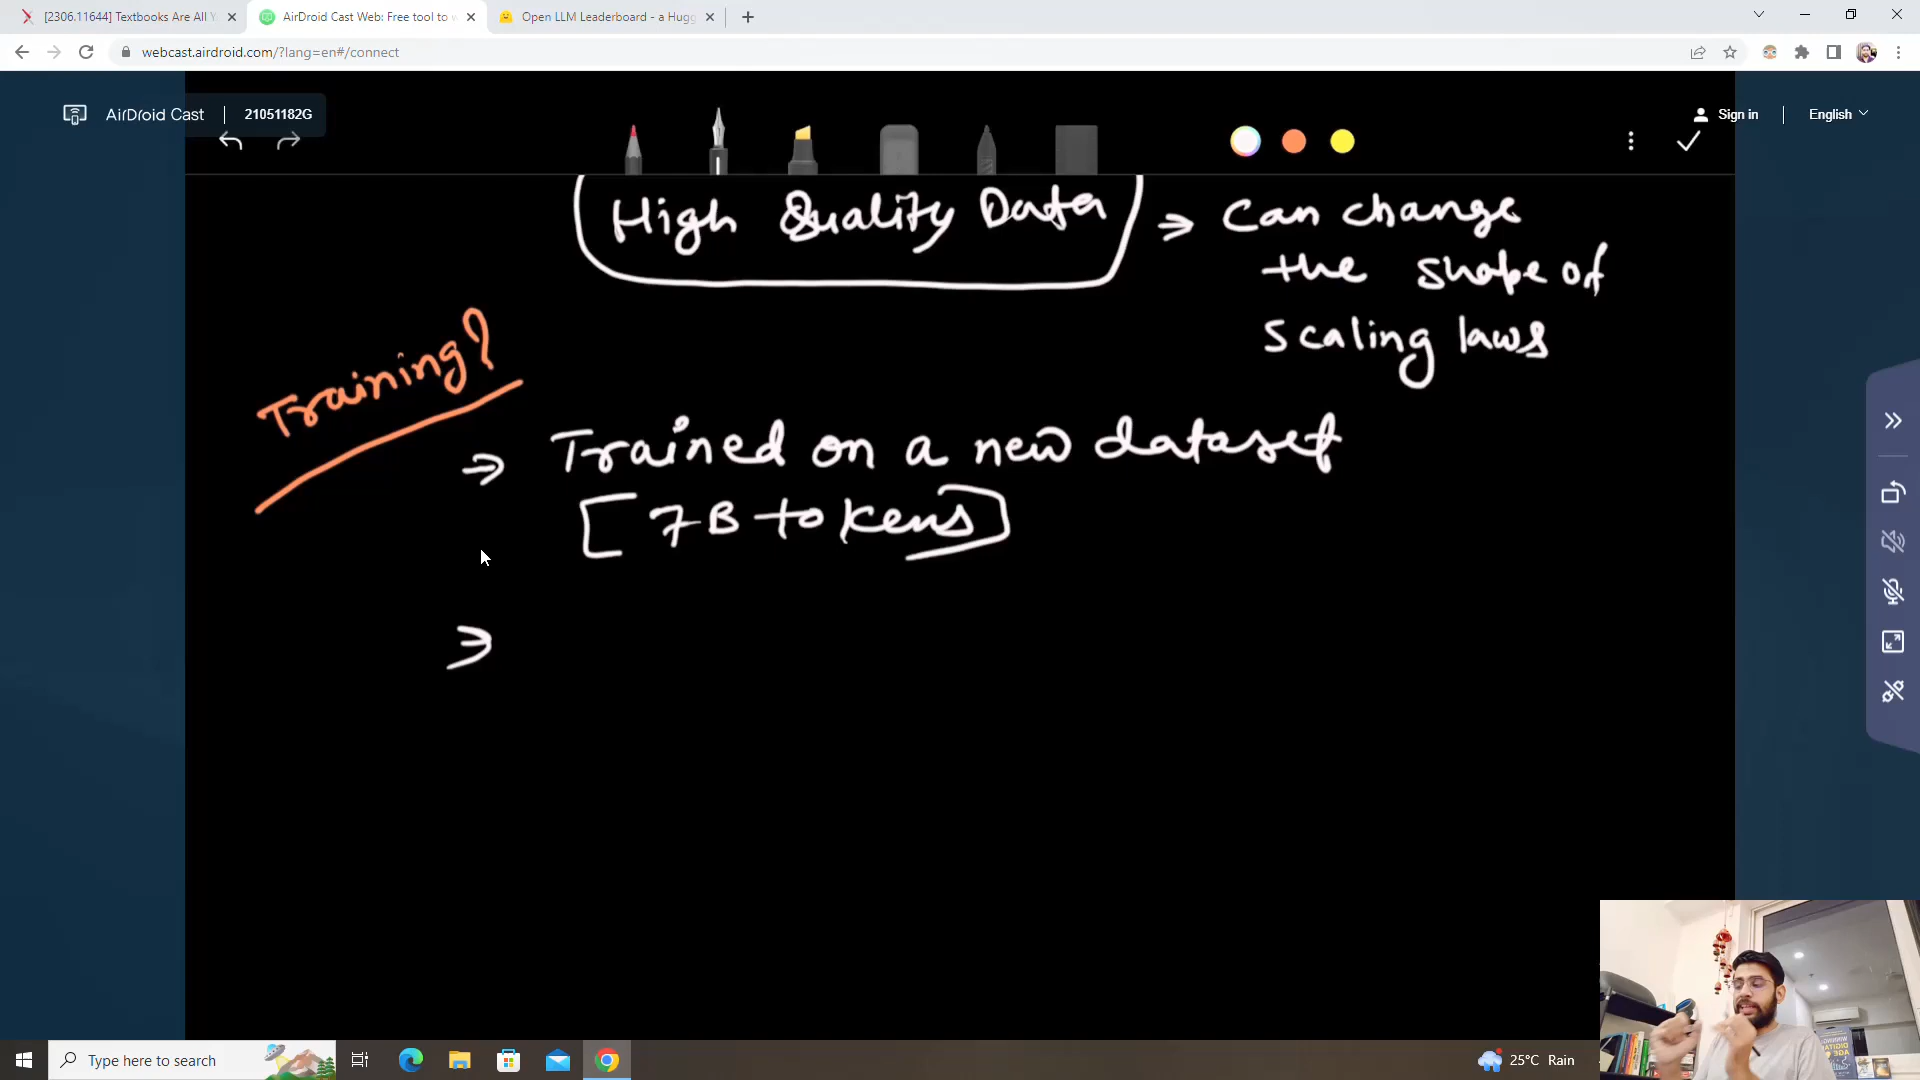 [2306.11644] Textbooks Are All Y
AirDroid Cast Web: Free tool to
Open LLM Leaderboard - a Hugg
webcast.airdroid.com/?lang=en#/connect
AirDroid Cast
21051182G
Sign in
English
High Quality Data
⇒ Can change
the shape of
scaling laws
Training?
⇒ Trained on a new dataset
[7B tokens]
⇒
Type here to search
25°C Rain